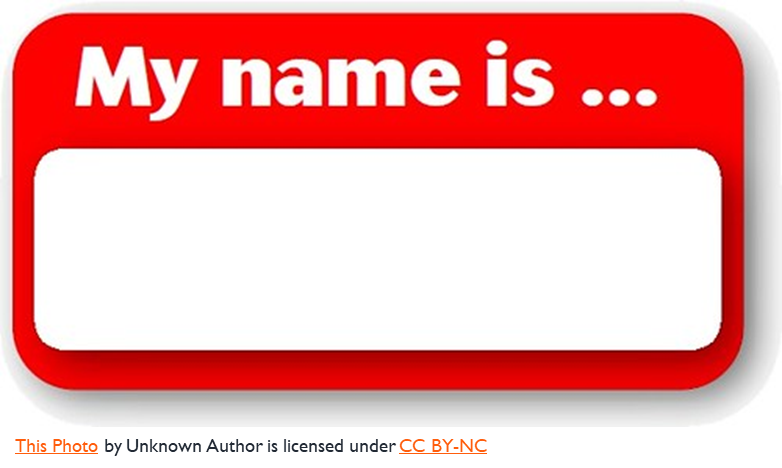 My name is ...
This Photo by Unknown Author is licensed under CC BY-NC